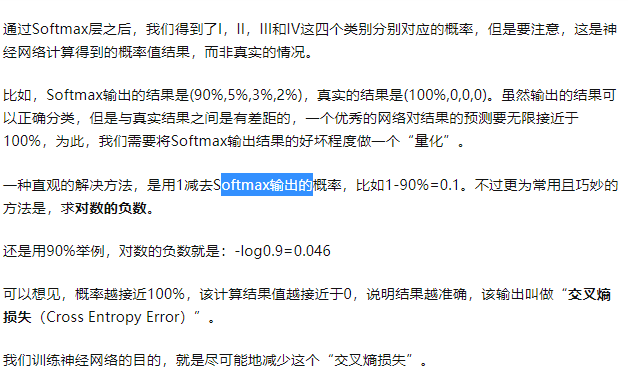 通过Softmax层之后，我们得到了I，II，III和IV这四个类别分别对应的概率，但是要注意，这是神
经网络计算得到的概率值结果，而非真实的情况。
比如，Softmax输出的结果是(90%,5%,3%,2%)，真实的结果是(100%,0,0,0)。虽然输出的结果可
以正确分类，但是与真实结果之间是有差距的，一个优秀的网络对结果的预测要无限接近于
100%，为此，我们需要将Softmax输出结果的好坏程度做一个“量化”。
一种直观的解决方法，是用1减去Softmax输出的概率，比如1-90%=0.1。不过更为常用且巧妙的
方法是，求对数的负数。
还是用90%举例，对数的负数就是：-log0.9=0.046
可以想见，概率越接近100%，该计算结果值越接近于0，说明结果越准确，该输出叫做“交叉熵
损失（Cross Entropy Error）”。
我们训练神经网络的目的，就是尽可能地减少这个“交叉熵损失”。